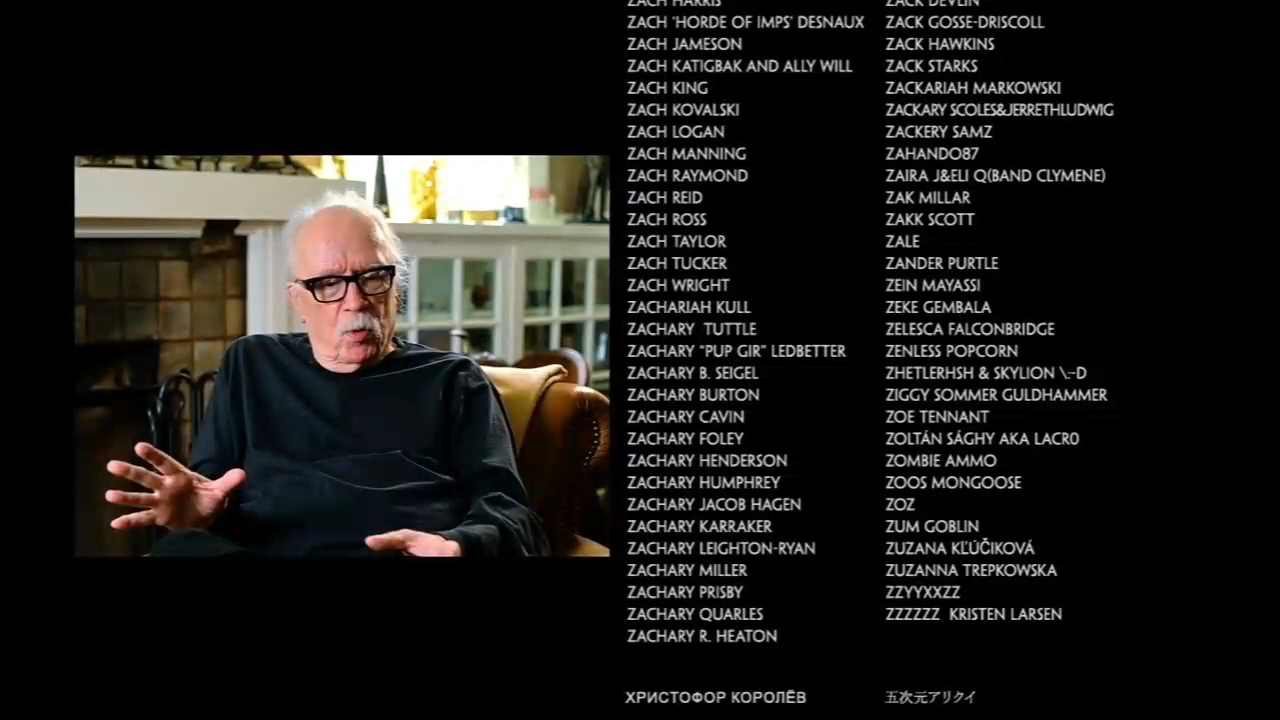 ZACH HARRIS
ZACH 'HORDE OF IMPS' DESNAUX
ZACH JAMESON
ZACH KATIGBAK AND ALLY WILL
ZACH KING
ZACH KOVALSKI
ZACH LOGAN
ZACH MANNING
ZACH RAYMOND
ZACH REID
ZACH ROSS
ZACH TAYLOR
ZACH TUCKER
ZACH WRIGHT
ZACHARIAH KULL
ZACHARY TUTTLE
ZACHARY "PUP GIR" LEDBETTER
ZACHARY B. SEIGEL
ZACHARY BURTON
ZACHARY CAVIN
ZACHARY FOLEY
ZACHARY HENDERSON
ZACHARY HUMPHREY
ZACHARY JACOB HAGEN
ZACHARY KARRAKER
ZACHARY LEIGHTON-RYAN
ZACHARY MILLER
ZACHARY PRISBY
ZACHARY QUARLES
ZACHARY R. HEATON
ZACK DEVLIN
ZACK GOSSE-DRISCOLL
ZACK HAWKINS
ZACK STARKS
ZACKARIAH MARKOWSKI
ZACKARY SCOLES&JERRETHLUDWIG
ZACKERY SAMZ
ZAHANDO87
ZAIRA J&ELI Q(BAND CLYMENE)
ZAK MILLAR
ZAKK SCOTT
ZALE
ZANDER PURTLE
ZEIN MAYASSI
ZEKE GEMBALA
ZELESCA FALCONBRIDGE
ZENLESS POPCORN
ZHETLERHSH & SKYLION \:-D
ZIGGY SOMMER GULDHAMMER
ZOE TENNANT
ZOLTÁN SÁGHY AKA LACR0
ZOMBIE AMMO
ZOOS MONGOOSE
ZOZ
ZUM GOBLIN
ZUZANA KĽÚČIKOVÁ
ZUZANNA TREPKOWSKA
ZZYYXXZZ
ZZZZZZ KRISTEN LARSEN
ХРИСТОФОР КОРОЛЁВ
五次元アリクイ